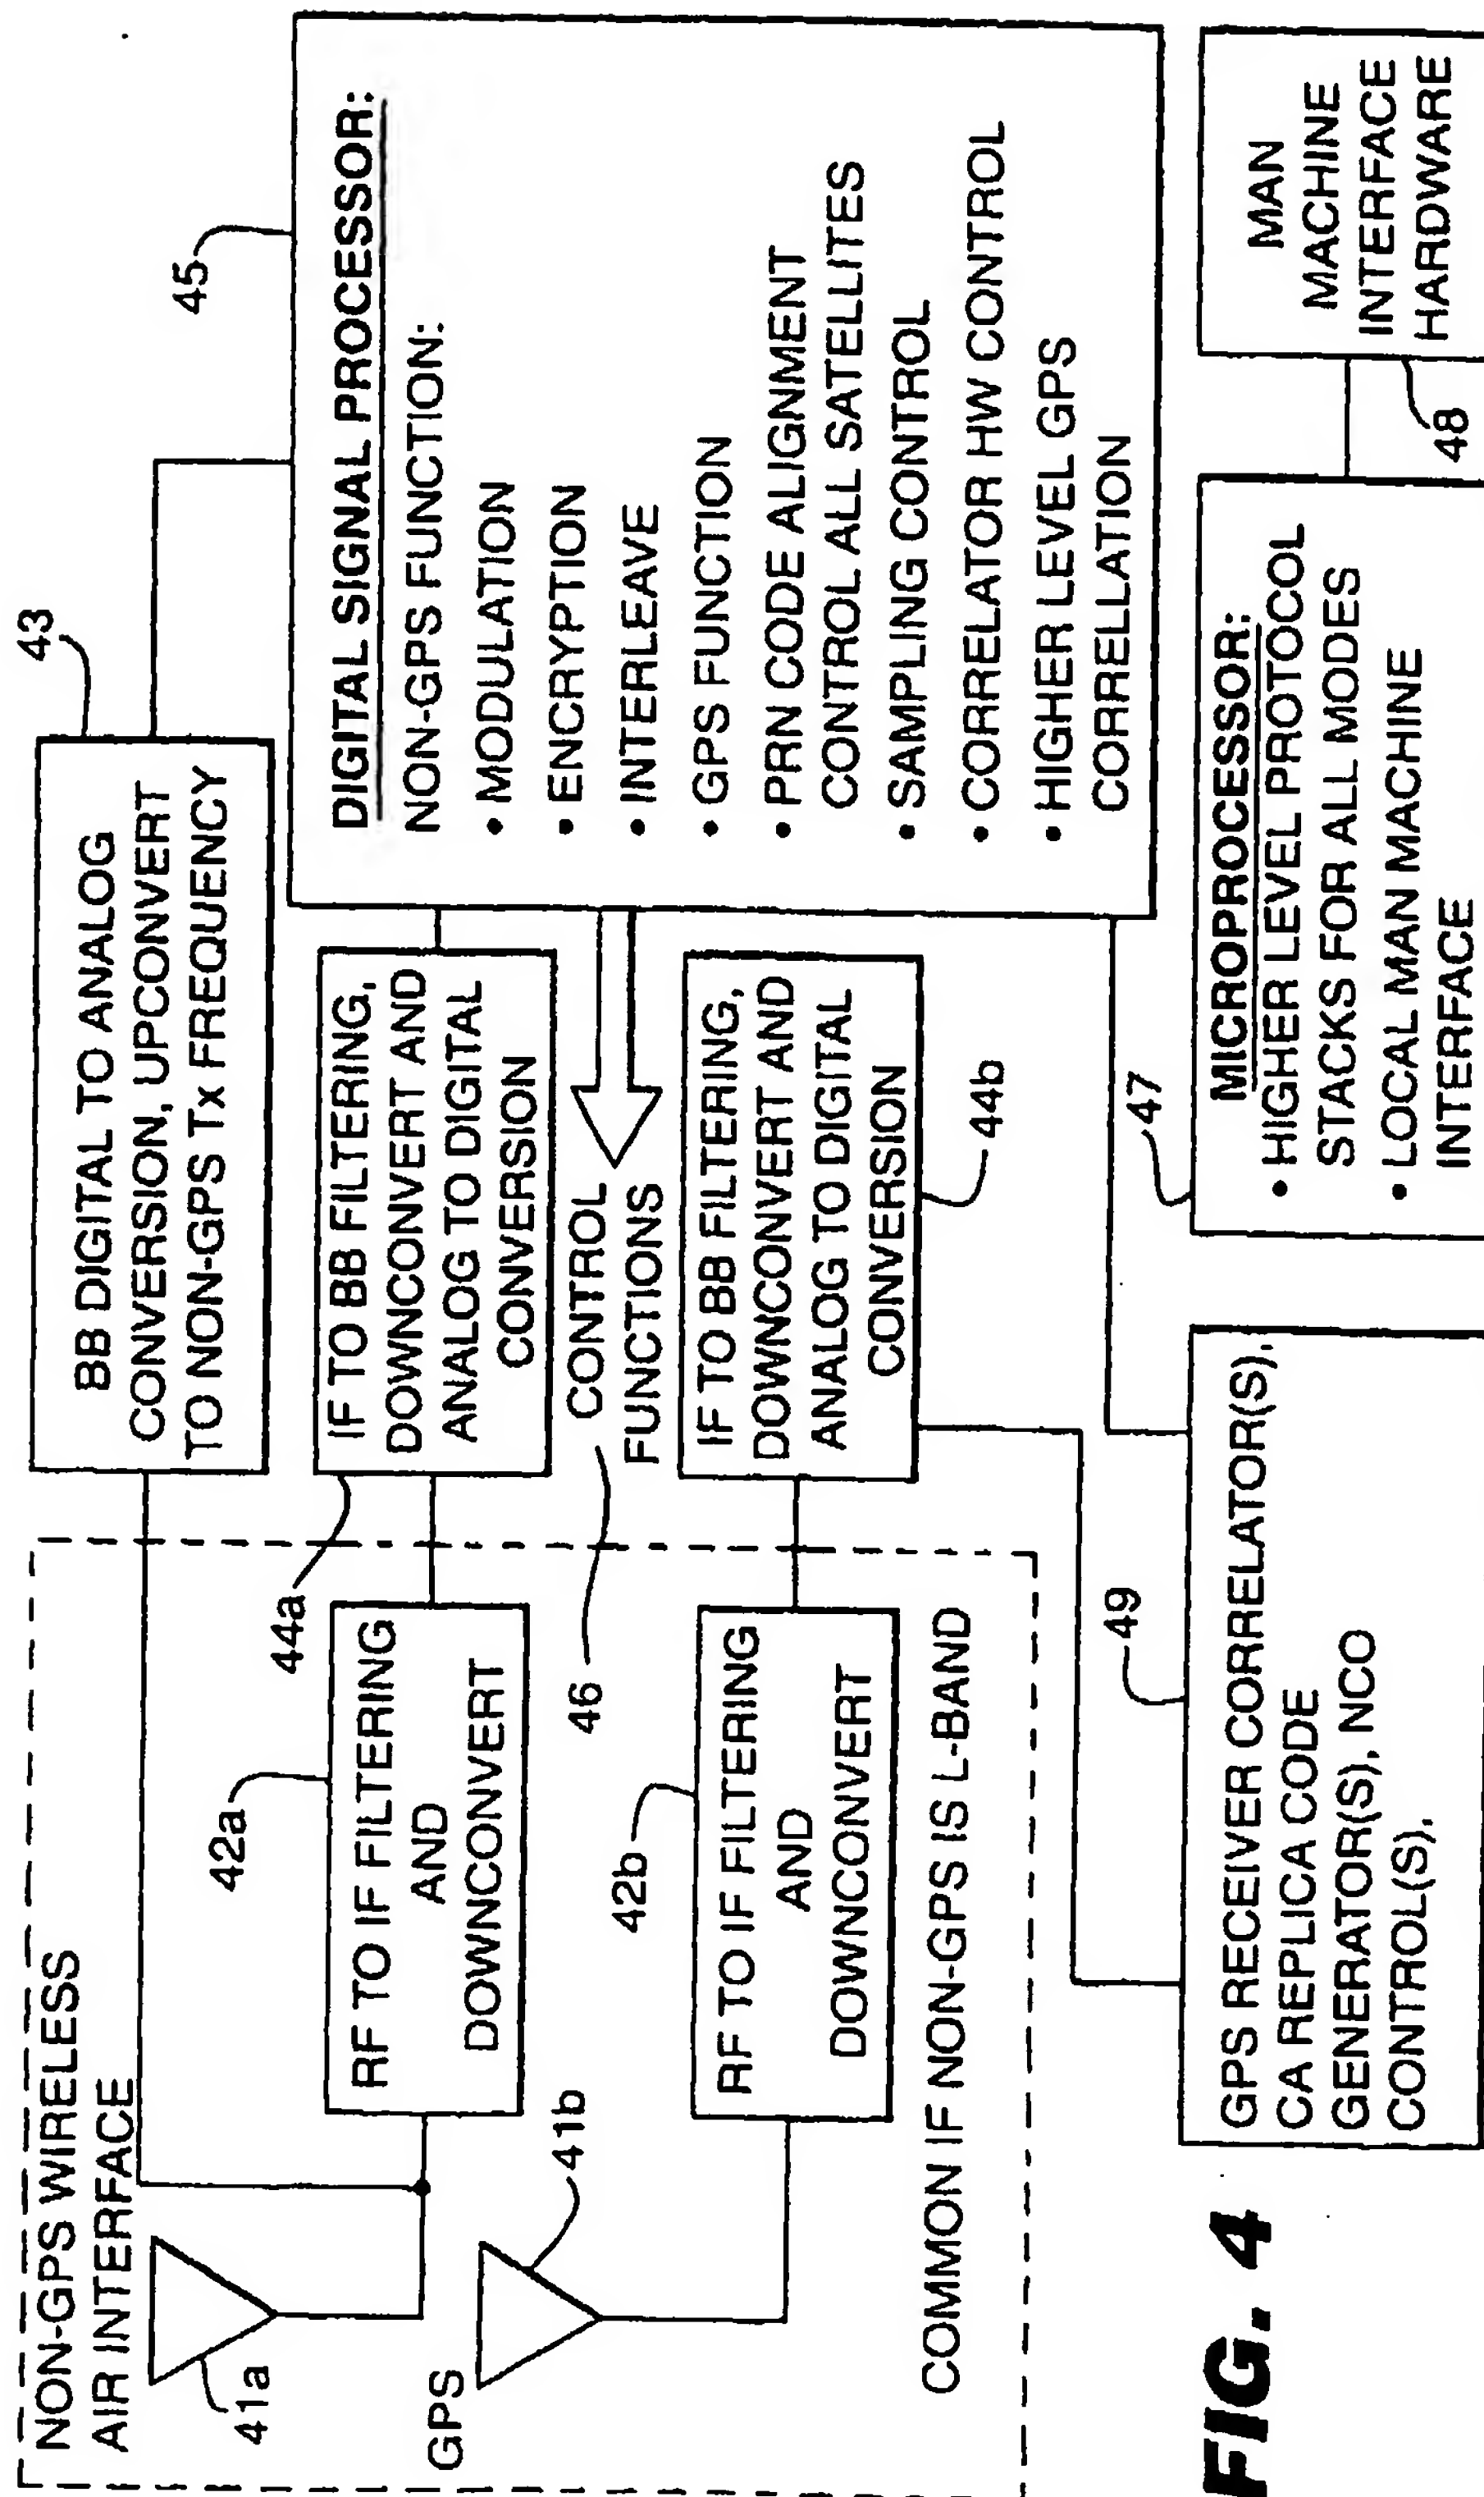 NON-GPS WIRELESS
AIR INTERFACE
41a
GPS
41b
42a
RF TO IF FILTERING
AND
DOWNCONVERT
42b
RF TO IF FILTERING
AND
DOWNCONVERT
COMMON IF NON-GPS IS L-BAND
43
BB DIGITAL TO ANALOG
CONVERSION, UPCONVERT
TO NON-GPS Tx FREQUENCY
44a
IF TO BB FILTERING,
DOWNCONVERT AND
ANALOG TO DIGITAL
CONVERSION
46
CONTROL
FUNCTIONS
IF TO BB FILTERING,
DOWNCONVERT AND
ANALOG TO DIGITAL
CONVERSION
44b
45
DIGITAL SIGNAL PROCESSOR:
NON-GPS FUNCTION:
• MODULATION
• ENCRYPTION
• INTERLEAVE
• GPS FUNCTION
• PRN CODE ALIGNMENT
CONTROL ALL SATELLITES
• SAMPLING CONTROL
• CORRELATOR HW CONTROL
• HIGHER LEVEL GPS
CORRELLATION
49
GPS RECEIVER CORRELATOR(S),
CA REPLICA CODE
GENERATOR(S), NCO
CONTROL(S),
47
MICROPROCESSOR:
• HIGHER LEVEL PROTOCOL
STACKS FOR ALL MODES
• LOCAL MAN MACHINE
INTERFACE
48
MAN
MACHINE
INTERFACE
HARDWARE
FIG. 4